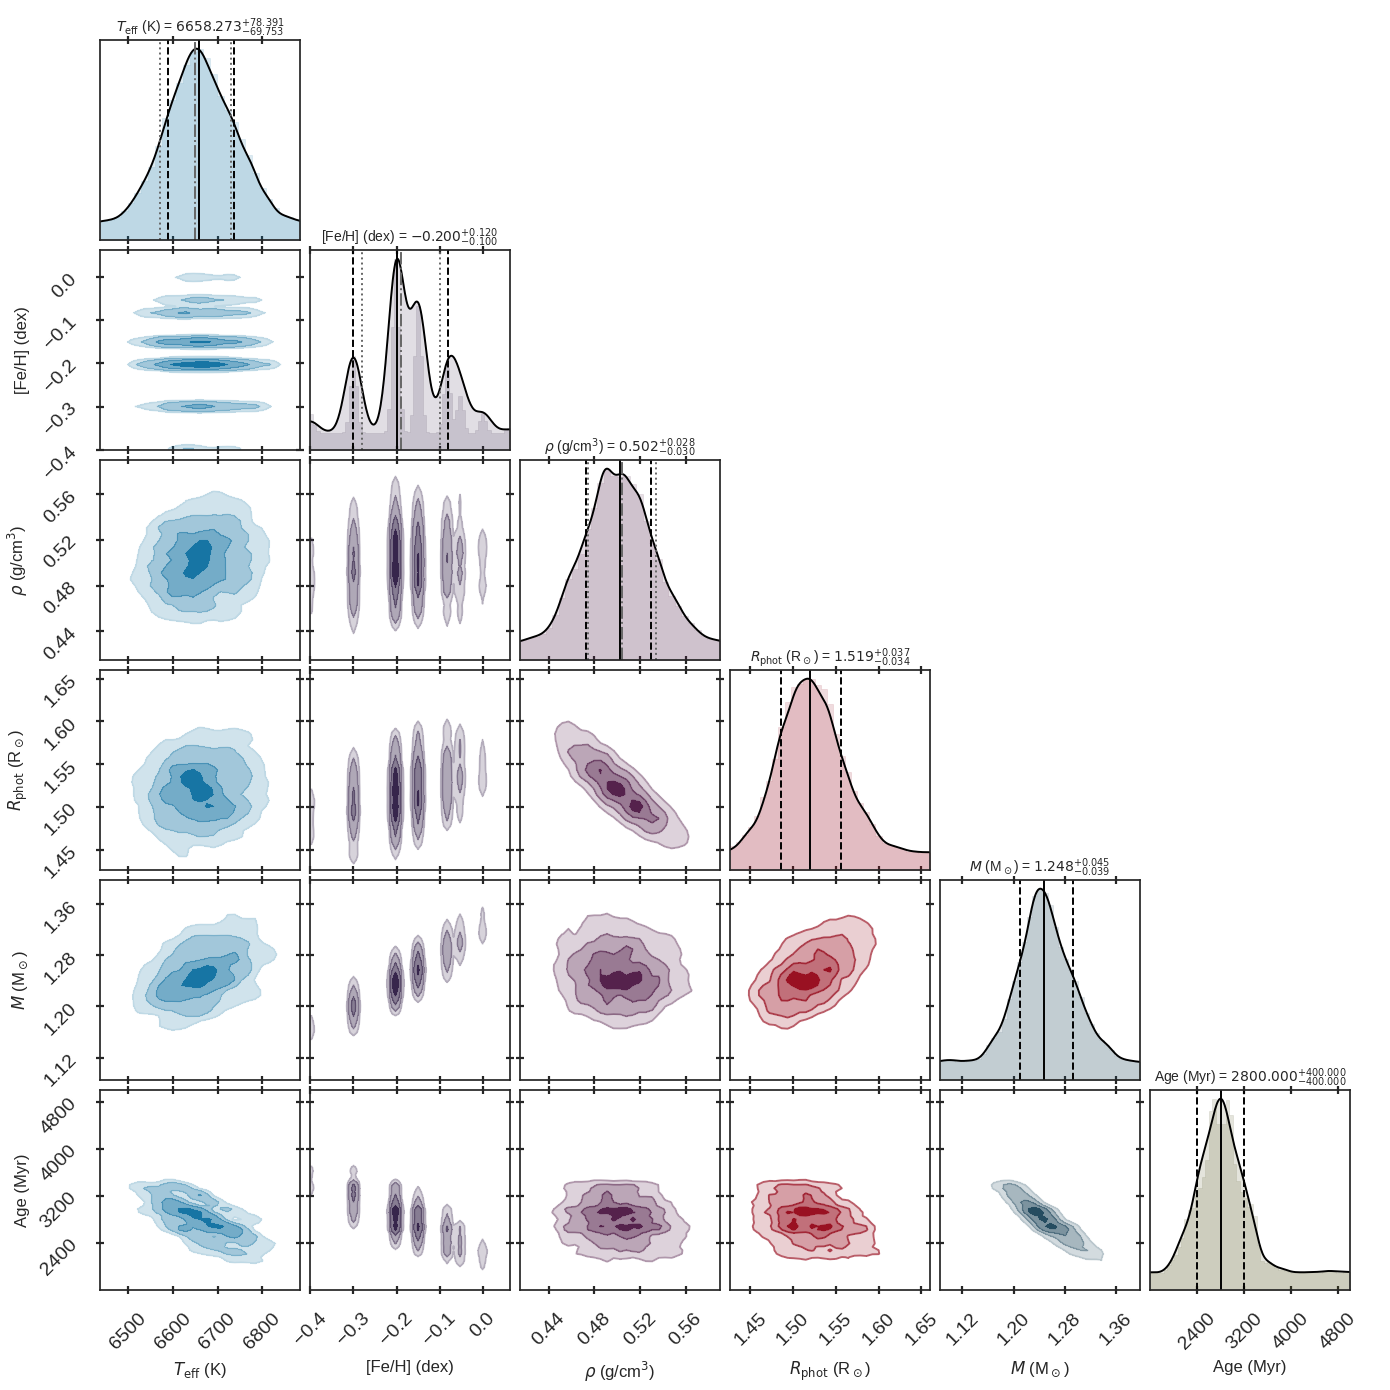 T_eff (K) = 6658.273 +78.391 −69.753
[Fe/H] (dex) = −0.200 +0.120 −0.100
0.0
−0.1
−0.2
−0.3
−0.4
[Fe/H] (dex)
ρ (g/cm³) = 0.502 +0.028 −0.030
0.56
0.52
0.48
0.44
ρ (g/cm³)
R_phot (R⊙) = 1.519 +0.037 −0.034
1.65
1.60
1.55
1.50
1.45
R_phot (R⊙)
M (M⊙) = 1.248 +0.045 −0.039
1.36
1.28
1.20
1.12
M (M⊙)
Age (Myr) = 2800.000 +400.000 −400.000
4800
4000
3200
2400
Age (Myr)
6500 6600 6700 6800 −0.4 −0.3 −0.2 −0.1 0.0 0.44 0.48 0.52 0.56 1.45 1.50 1.55 1.60 1.65 1.12 1.20 1.28 1.36 2400 3200 4000 4800
T_eff (K) [Fe/H] (dex) ρ (g/cm³) R_phot (R⊙) M (M⊙) Age (Myr)